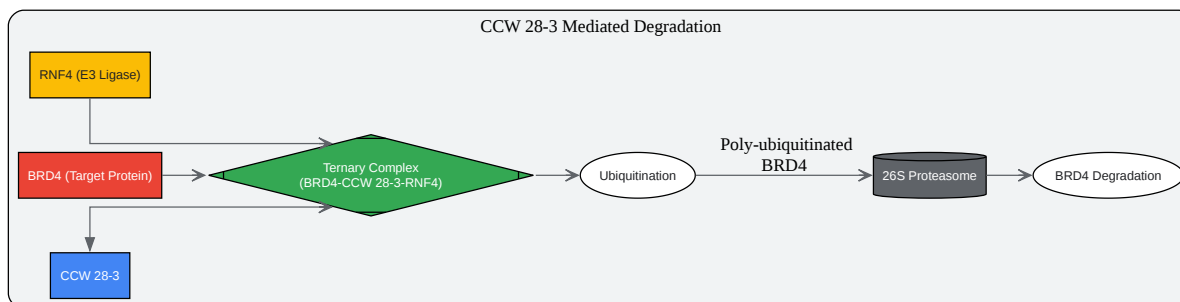 CCW 28-3 Mediated Degradation
RNF4 (E3 Ligase)
BRD4 (Target Protein)
Ternary Complex
(BRD4-CCW 28-3-RNF4)
Ubiquitination
Poly-ubiquitinated
BRD4
26S Proteasome
BRD4 Degradation
CCW 28-3